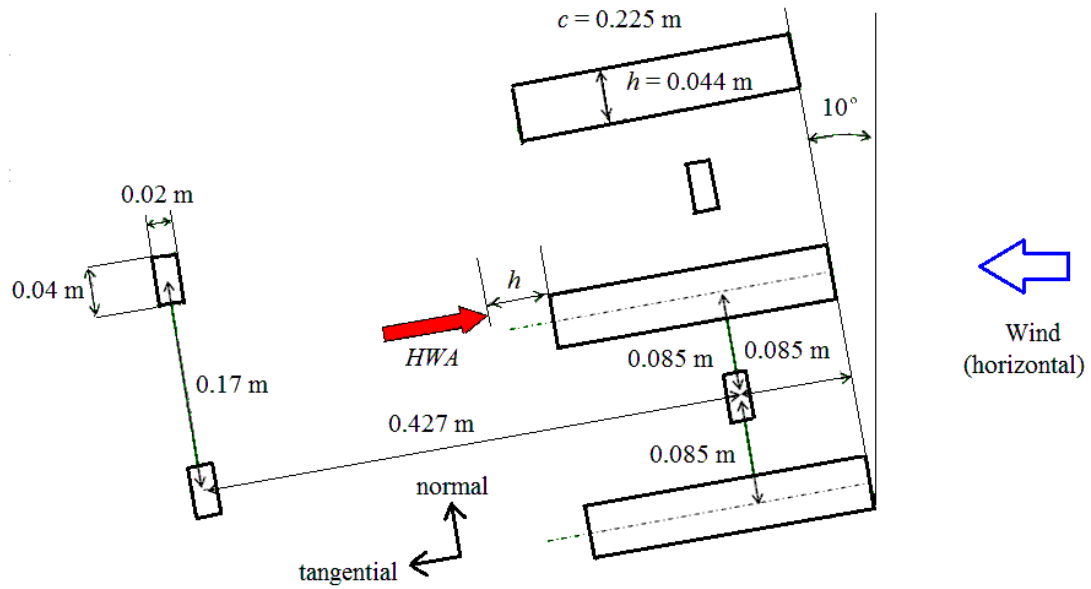 c = 0.225 m
h = 0.044 m
10°
0.02 m
0.04 m
h
HWA
Wind
(horizontal)
0.085 m
0.085 m
0.17 m
0.427 m
0.085 m
normal
tangential